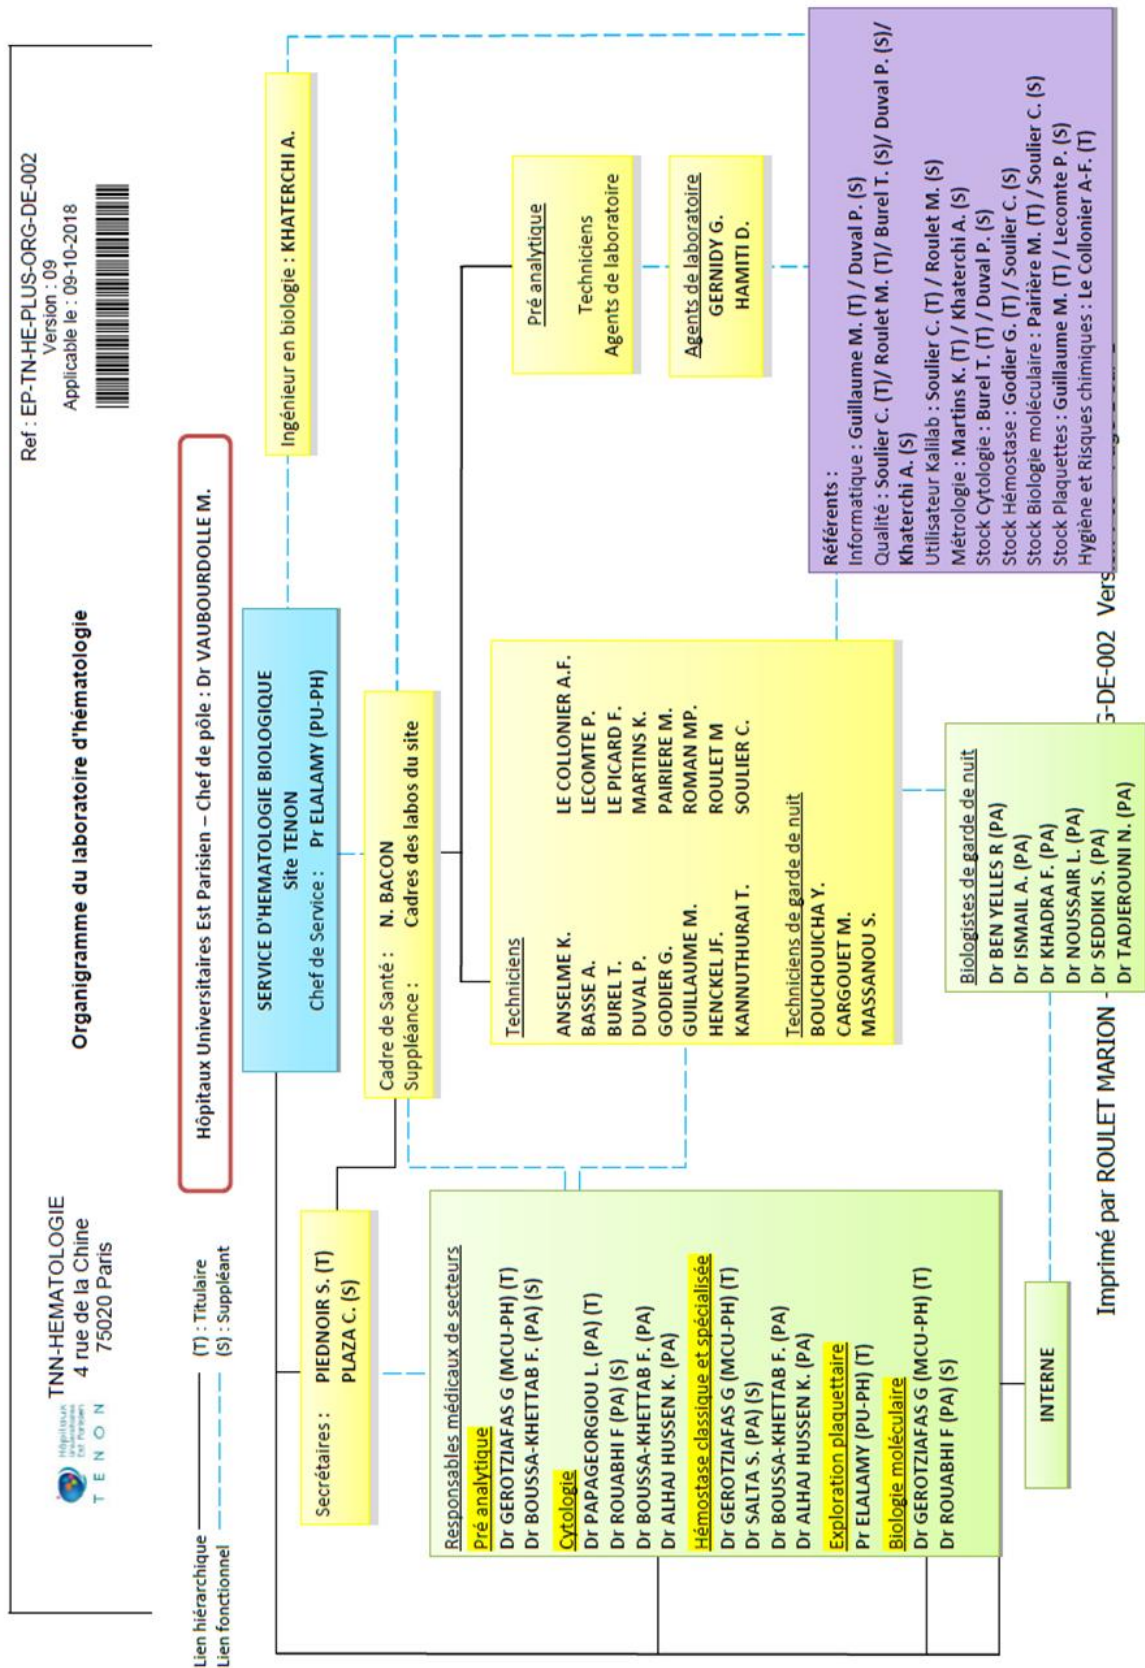 TNN-HEMATOLOGIE
4 rue de la Chine
75020 Paris
Hôpitaux
Universitaires
Est Parisien
TENON
Organigramme du laboratoire d'hématologie
Ref : EP-TN-HE-PLUS-ORG-DE-002
Version : 09
Applicable le : 09-10-2018
Lien hiérarchique
Lien fonctionnel
(T) : Titulaire
(S) : Suppléant
Hôpitaux Universitaires Est Parisien – Chef de pôle : Dr VAUBOURDOLLE M.
SERVICE D'HEMATOLOGIE BIOLOGIQUE
Site TENON
Chef de Service : Pr ELALAMY (PU-PH)
Ingénieur en biologie : KHATERCHI A.
Secrétaires : PIEDNOIR S. (T)
PLAZA C. (S)
Cadre de Santé : N. BACON
Suppléance : Cadres des labos du site
Responsables médicaux de secteurs
Pré analytique
Dr GEROTZIAFAS G (MCU-PH) (T)
Dr BOUSSA-KHETTAB F. (PA) (S)
Cytologie
Dr PAPAGEORGIOU L. (PA) (T)
Dr ROUABHI F (PA) (S)
Dr BOUSSA-KHETTAB F. (PA)
Dr ALHAJ HUSSEN K. (PA)
Hémostase classique et spécialisée
Dr GEROTZIAFAS G (MCU-PH) (T)
Dr SALTA S. (PA) (S)
Dr BOUSSA-KHETTAB F. (PA)
Dr ALHAJ HUSSEN K. (PA)
Exploration plaquettaire
Pr ELALAMY (PU-PH) (T)
Biologie moléculaire
Dr GEROTZIAFAS G (MCU-PH) (T)
Dr ROUABHI F (PA) (S)
INTERNE
Techniciens
ANSELME K. LE COLLONIER A.F.
BASSE A. LECOMTE P.
BUREL T. LE PICARD F.
DUVAL P. MARTINS K.
GODIER G. PAIRIERE M.
GUILLAUME M. ROMAN MP.
HENCKEL JF. ROULET M
KANNUTHURAI T. SOULIER C.
Techniciens de garde de nuit
BOUCHOUICHA Y.
CARGOUET M.
MASSANOU S.
Pré analytique
Techniciens
Agents de laboratoire
Agents de laboratoire
GERNIDY G.
HAMITI D.
Biologistes de garde de nuit
Dr BEN YELLES R (PA)
Dr ISMAIL A. (PA)
Dr KHADRA F. (PA)
Dr NOUSSAIR L. (PA)
Dr SEDDIKI S. (PA)
Dr TADJEROUNI N. (PA)
Référents :
Informatique : Guillaume M. (T) / Duval P. (S)
Qualité : Soulier C. (T)/ Roulet M. (T)/ Burel T. (S)/ Duval P. (S)/
Khaterchi A. (S)
Utilisateur Kalilab : Soulier C. (T) / Roulet M. (S)
Métrologie : Martins K. (T) / Khaterchi A. (S)
Stock Cytologie : Burel T. (T) / Duval P. (S)
Stock Hémostase : Godier G. (T) / Soulier C. (S)
Stock Biologie moléculaire : Pairière M. (T) / Soulier C. (S)
Stock Plaquettes : Guillaume M. (T) / Lecomte P. (S)
Hygiène et Risques chimiques : Le Collonier A-F. (T)
Imprimé par ROULET MARION - G-DE-002 Vers